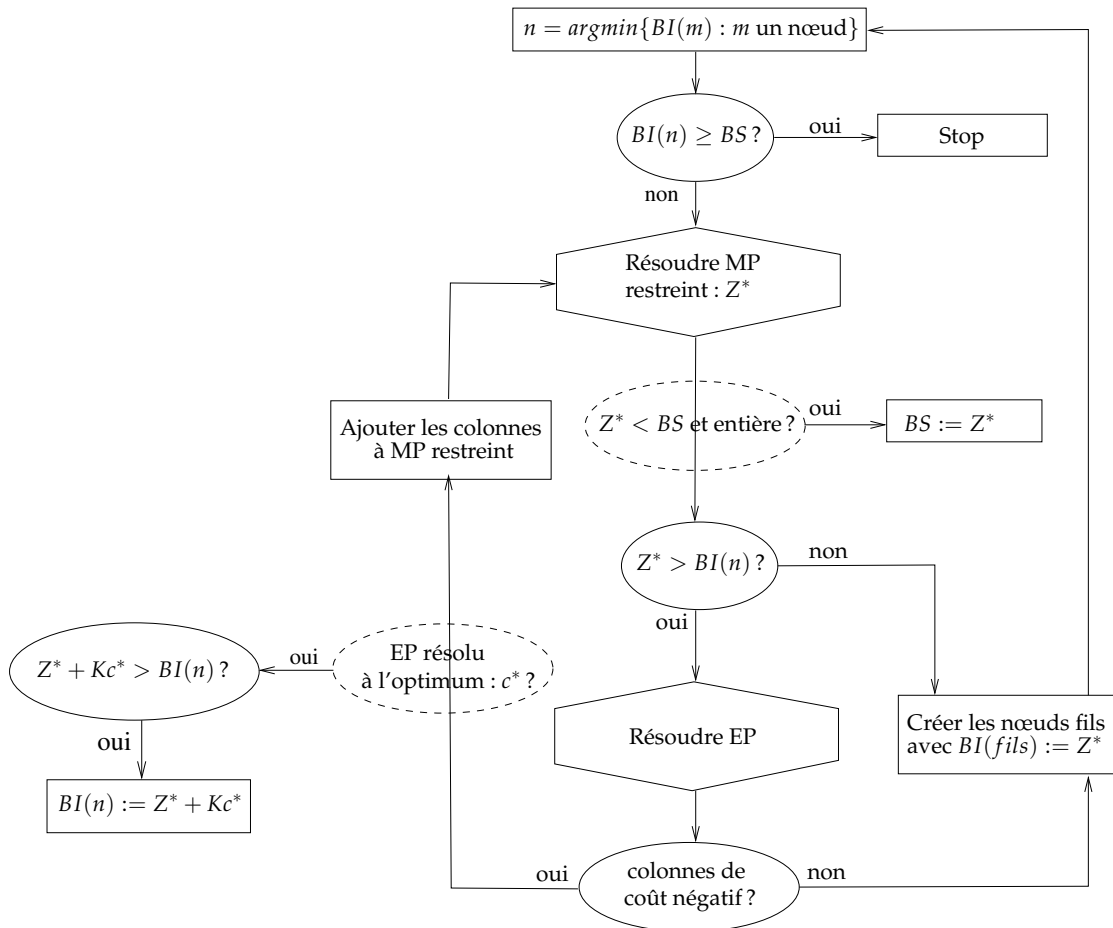 n = argmin{BI(m) : m un nœud}
BI(n) ≥ BS ?
oui
Stop
non
Résoudre MP
restreint : Z*
Z* < BS et entière ?
oui
BS := Z*
Ajouter les colonnes
à MP restreint
Z* > BI(n) ?
non
oui
Z* + Kc* > BI(n) ?
oui
EP résolu
à l'optimum : c* ?
oui
Résoudre EP
Créer les nœuds fils
avec BI(fils) := Z*
BI(n) := Z* + Kc*
oui
colonnes de
coût négatif ?
non